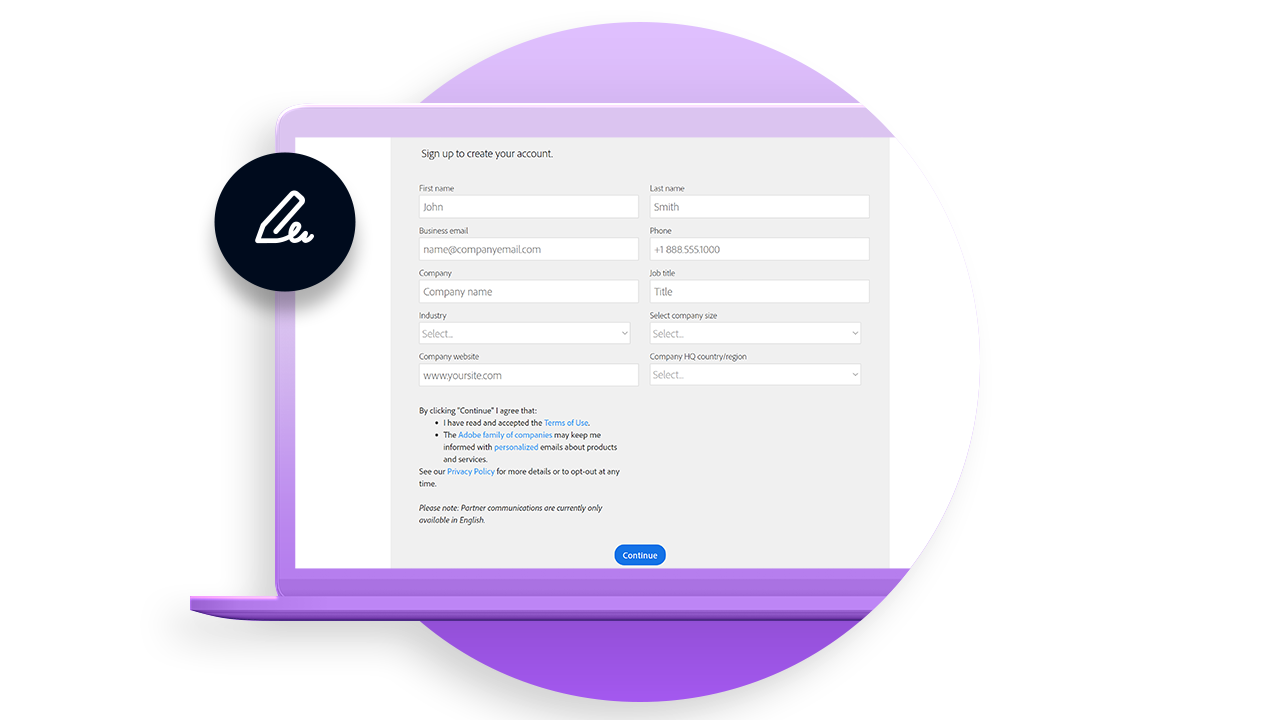 Sign up to create your account.
First name
Last name
John
Smith
Business email
Phone
name@companyemail.com
+1 888.555.1000
Company
Job title
Company name
Title
Industry
Select company size
Select...
Select...
Company website
Company HQ country/region
www.yoursite.com
Select...
By clicking "Continue" I agree that:
• I have read and accepted the Terms of Use.
• The Adobe family of companies may keep me
informed with personalized emails about products
and services.
See our Privacy Policy for more details or to opt-out at any
time.
Please note: Partner communications are currently only
available in English.
Continue